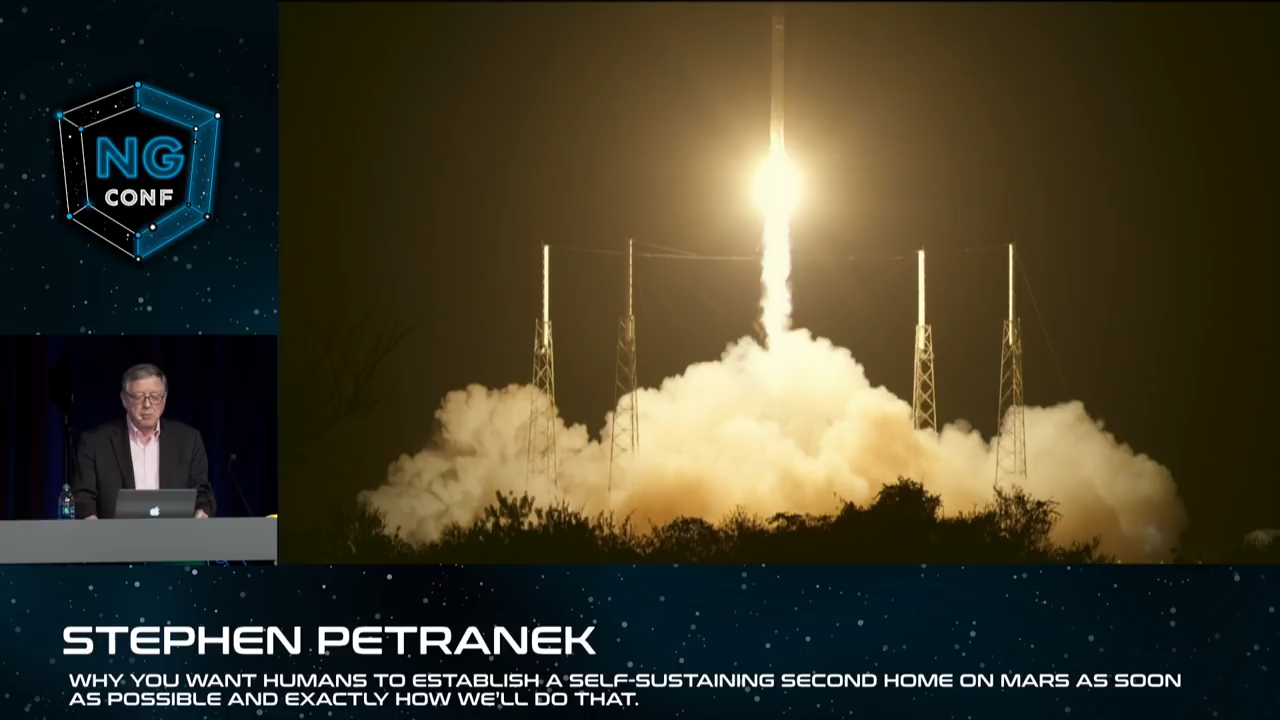 NG
CONF
STEPHEN PETRANEK
WHY YOU WANT HUMANS TO ESTABLISH A SELF-SUSTAINING SECOND HOME ON MARS AS SOON
AS POSSIBLE AND EXACTLY HOW WE'LL DO THAT.